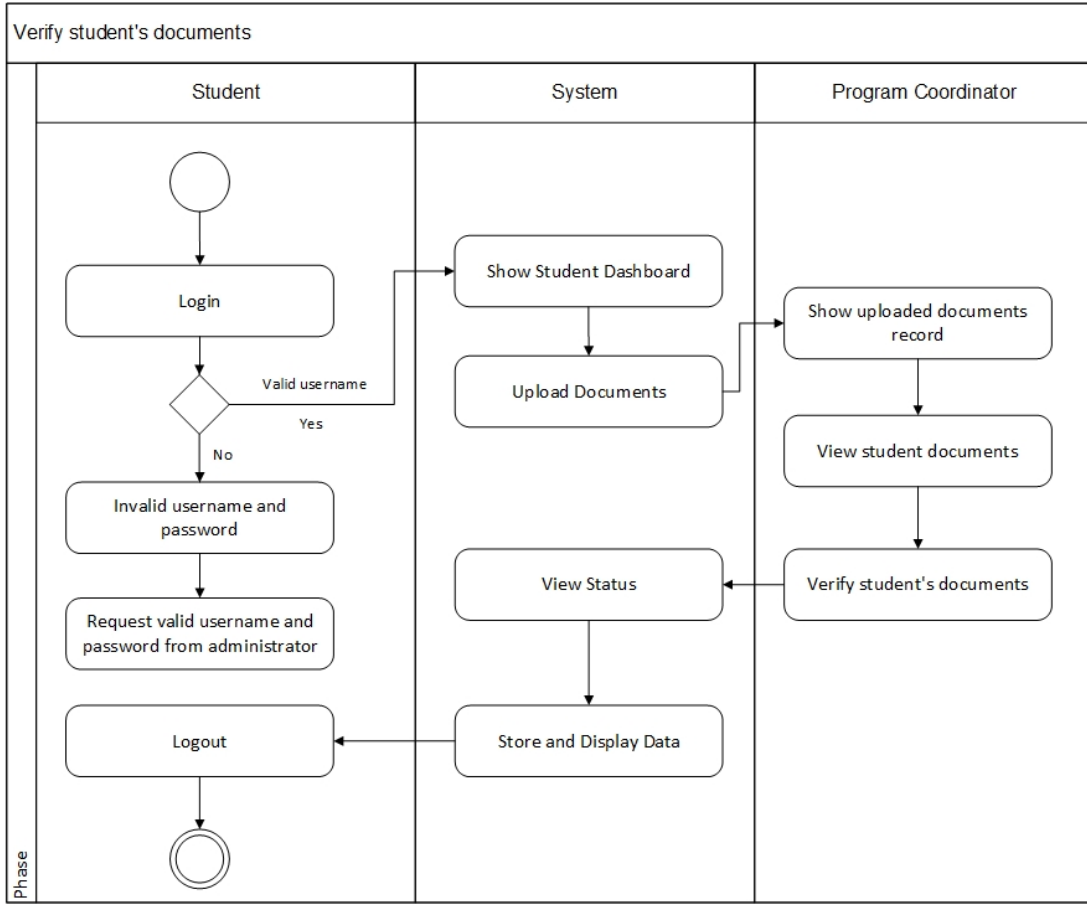 Verify student's documents
Student
System
Program Coordinator
Login
Valid username
Yes
No
Invalid username and
password
Request valid username and
password from administrator
Logout
Show Student Dashboard
Upload Documents
View Status
Store and Display Data
Show uploaded documents
record
View student documents
Verify student's documents
Phase